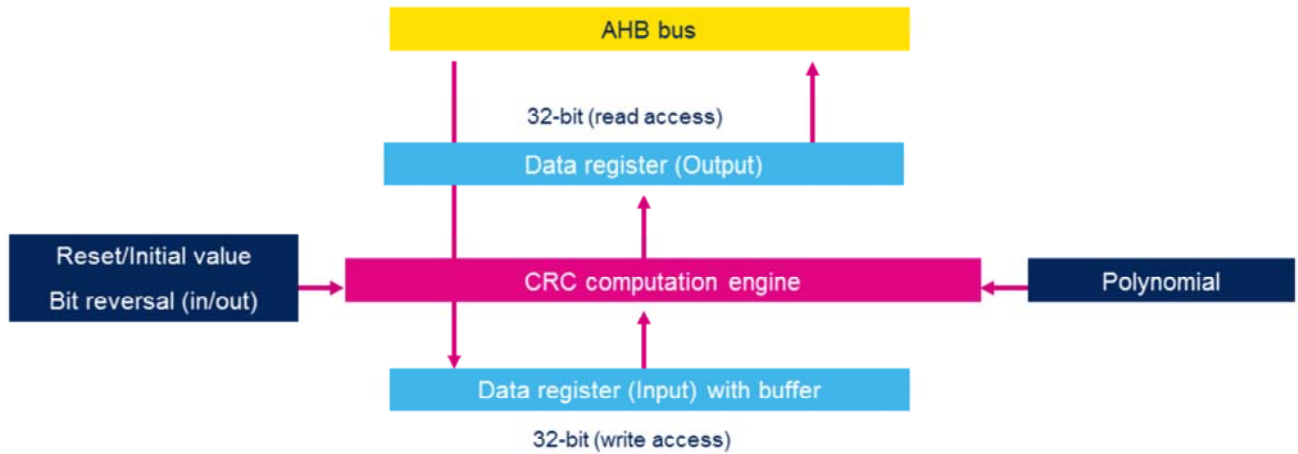 AHB bus
32-bit (read access)
Data register (Output)
Reset/Initial value
Bit reversal (in/out)
CRC computation engine
Polynomial
Data register (Input) with buffer
32-bit (write access)